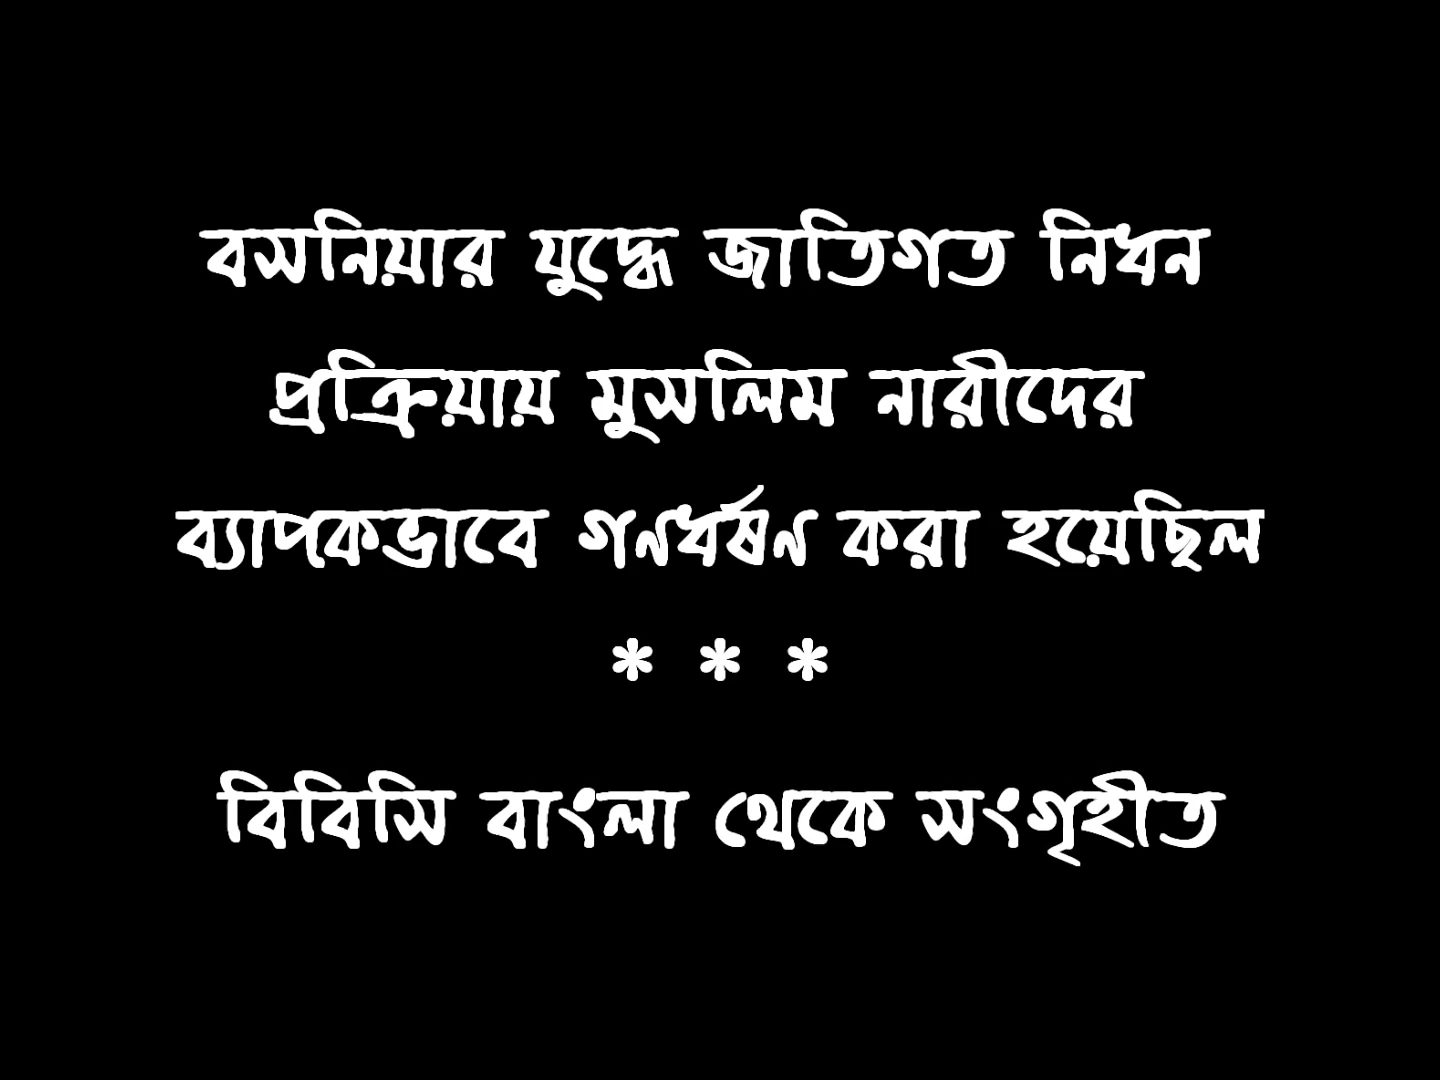 বসনিয়ার যুদ্ধে জাতিগত নিধন
প্রক্রিয়ায় মুসলিম নারীদের
ব্যাপকভাবে গণধর্ষণ করা হয়েছিল
* * *
বিবিসি বাংলা থেকে সংগৃহীত